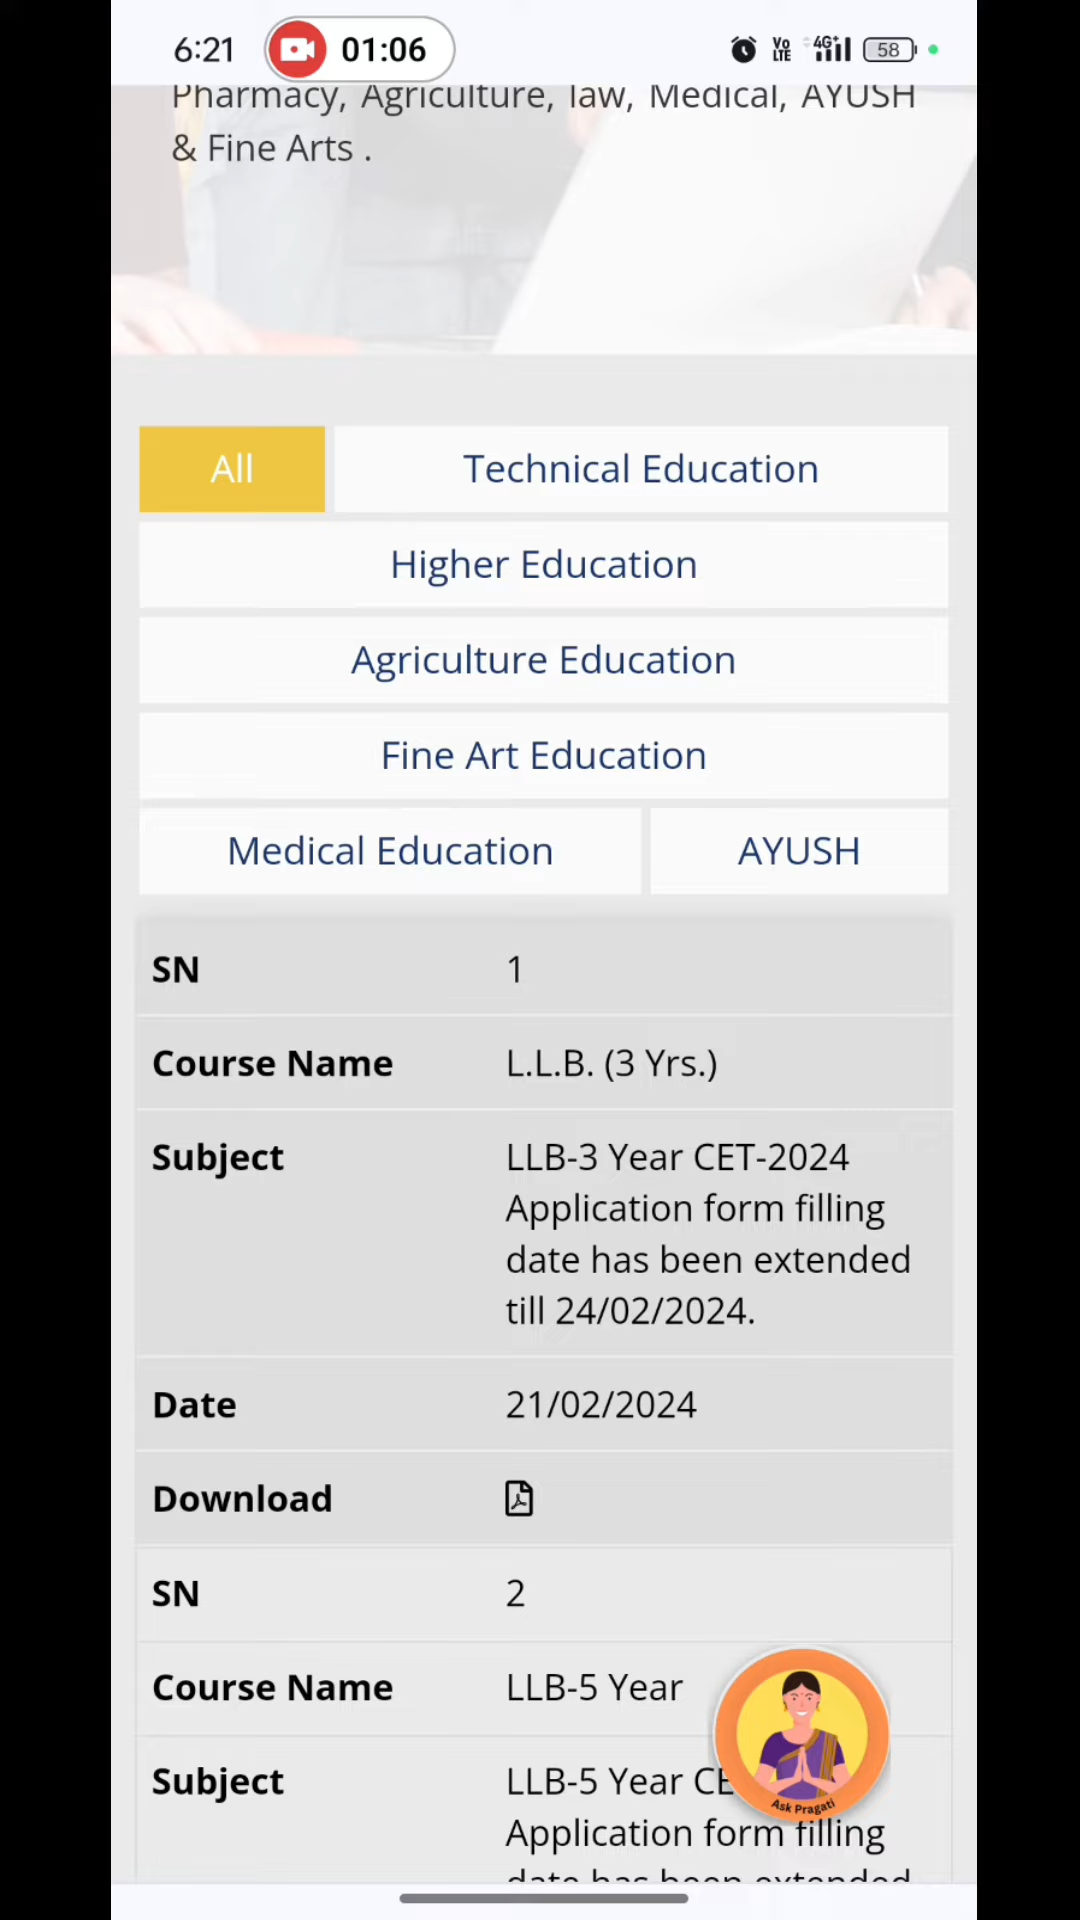 6:21 01:06 Vo LTE 4G+ 58
Pharmacy, Agriculture, law, Medical, AYUSH
& Fine Arts .
All Technical Education
Higher Education
Agriculture Education
Fine Art Education
Medical Education AYUSH
SN 1
Course Name L.L.B. (3 Yrs.)
Subject LLB-3 Year CET-2024
Application form filling
date has been extended
till 24/02/2024.
Date 21/02/2024
Download
SN 2
Course Name LLB-5 Year
Subject LLB-5 Year CE
Ask Pragati
Application form filling
date has been extended